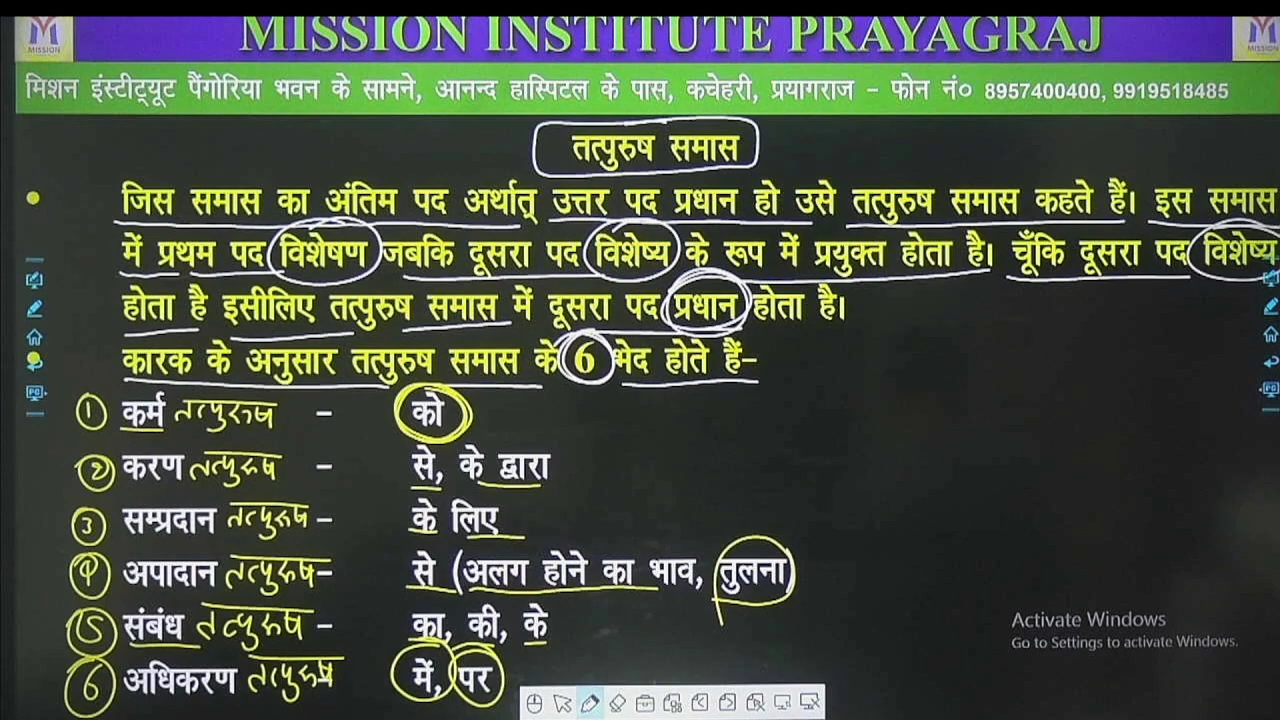 MISSION INSTITUTE PRAYAGRAJ
MISSION
MISSION
मिशन इंस्टीट्यूट पैंगोरिया भवन के सामने, आनन्द हास्पिटल के पास, कचेहरी, प्रयागराज - फोन नं० 8957400400, 9919518485
तत्पुरुष समास
जिस समास का अंतिम पद अर्थात् उत्तर पद प्रधान हो उसे तत्पुरुष समास कहते हैं। इस समास
में प्रथम पद विशेषण जबकि दूसरा पद विशेष्य के रूप में प्रयुक्त होता है। चूँकि दूसरा पद विशेष्य
होता है इसीलिए तत्पुरुष समास में दूसरा पद प्रधान होता है।
कारक के अनुसार तत्पुरुष समास के 6 भेद होते हैं-
① कर्म तत्पुरुष - को
② करण तत्पुरुष - से, के द्वारा
③ सम्प्रदान तत्पुरुष - के लिए
④ अपादान तत्पुरुष - से (अलग होने का भाव, तुलना)
⑤ संबंध तत्पुरुष - का, की, के
⑥ अधिकरण तत्पुरुष - में, पर
Activate Windows
Go to Settings to activate Windows.